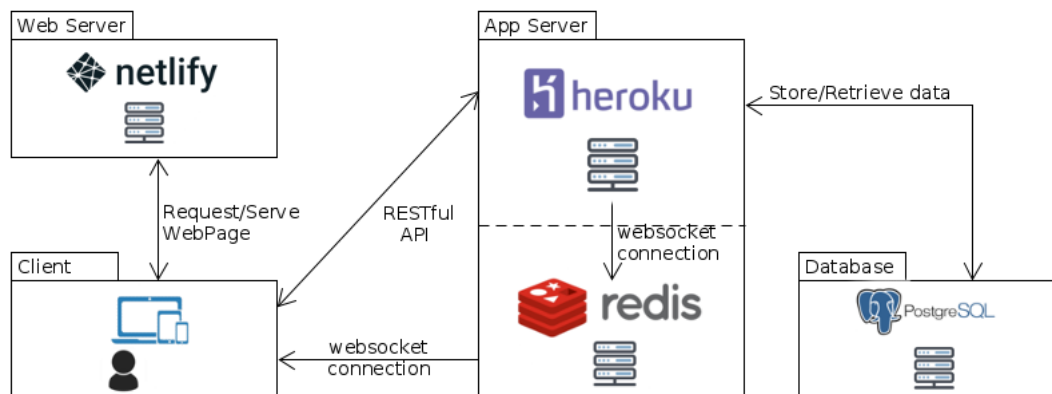 Web Server
netlify
Request/Serve
WebPage
Client
RESTful
API
websocket
connection
App Server
heroku
websocket
connection
redis
Store/Retrieve data
Database
PostgreSQL